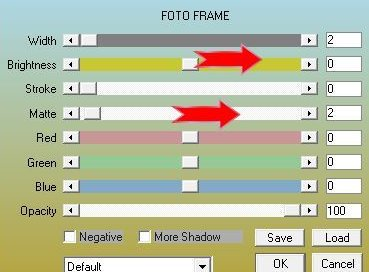 FOTO FRAME
Width 2
Brightness 0
Stroke 0
Matte 2
Red 0
Green 0
Blue 0
Opacity 100
Negative More Shadow Save Load
Default OK Cancel